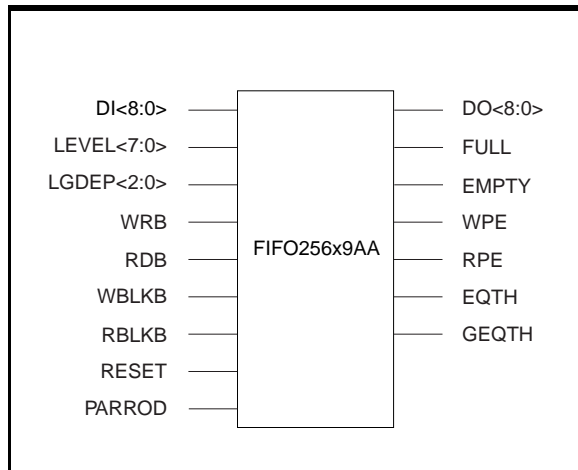 DI<8:0>
LEVEL<7:0>
LGDEP<2:0>
WRB
RDB
WBLKB
RBLKB
RESET
PARROD
FIFO256x9AA
DO<8:0>
FULL
EMPTY
WPE
RPE
EQTH
GEQTH